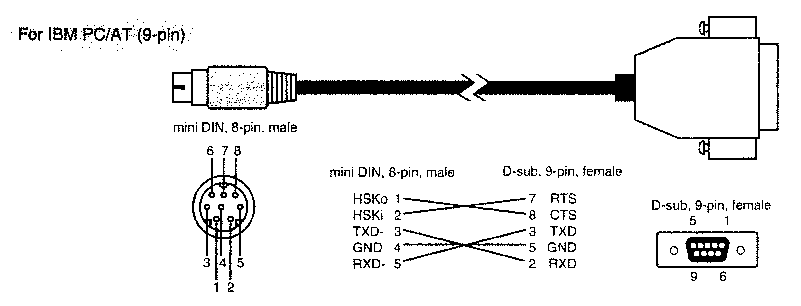 For IBM PC/AT (9-pin)
mini DIN, 8-pin, male
6 7 8
3 4 5
1 2
mini DIN, 8-pin, male D-sub, 9-pin, female
HSKo 1 7 RTS
HSKi 2 8 CTS
TXD- 3 3 TXD
GND 4 5 GND
RXD- 5 2 RXD
D-sub, 9-pin, female
5 1
9 6